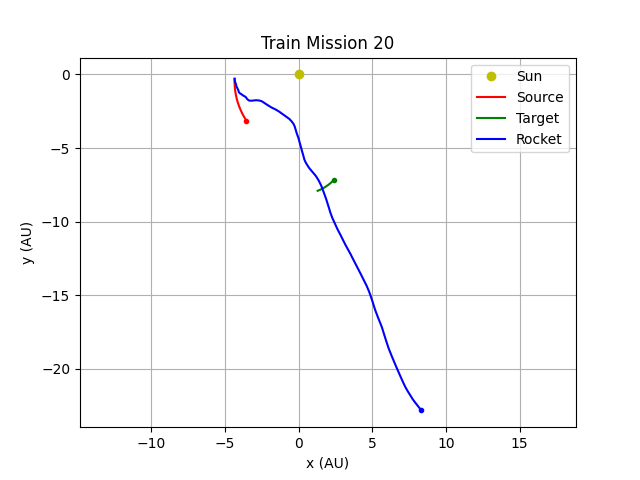 Train Mission 20
Sun
Source
Target
Rocket
0
−5
−10
−15
−20
y (AU)
−10
−5
0
5
10
15
x (AU)